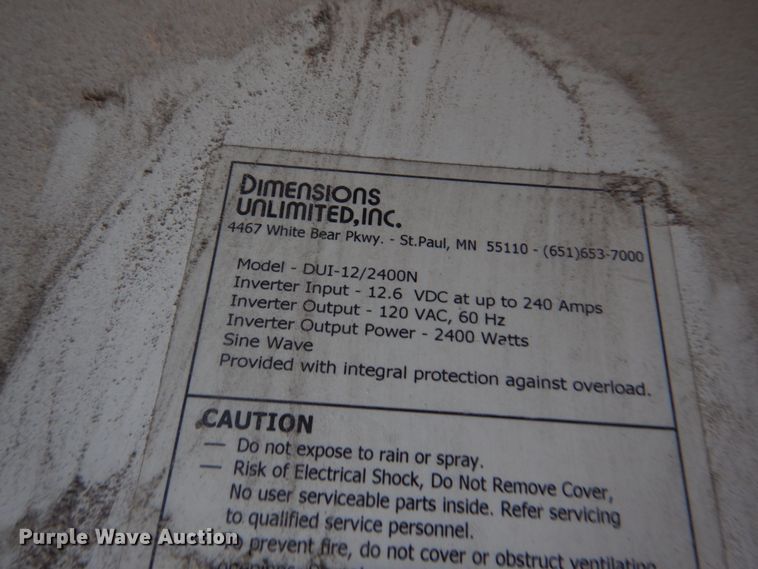 DIMENSIONS
UNLIMITED, INC.
4467 White Bear Pkwy. - St.Paul, MN 55110 - (651)653-7000
Model - DUI-12/2400N
Inverter Input - 12.6 VDC at up to 240 Amps
Inverter Output - 120 VAC, 60 Hz
Inverter Output Power - 2400 Watts
Sine Wave
Provided with integral protection against overload.
CAUTION
— Do not expose to rain or spray.
— Risk of Electrical Shock, Do Not Remove Cover,
No user serviceable parts inside. Refer servicing
to qualified service personnel.
To prevent fire, do not cover or obstruct ventilating
Purple Wave Auction